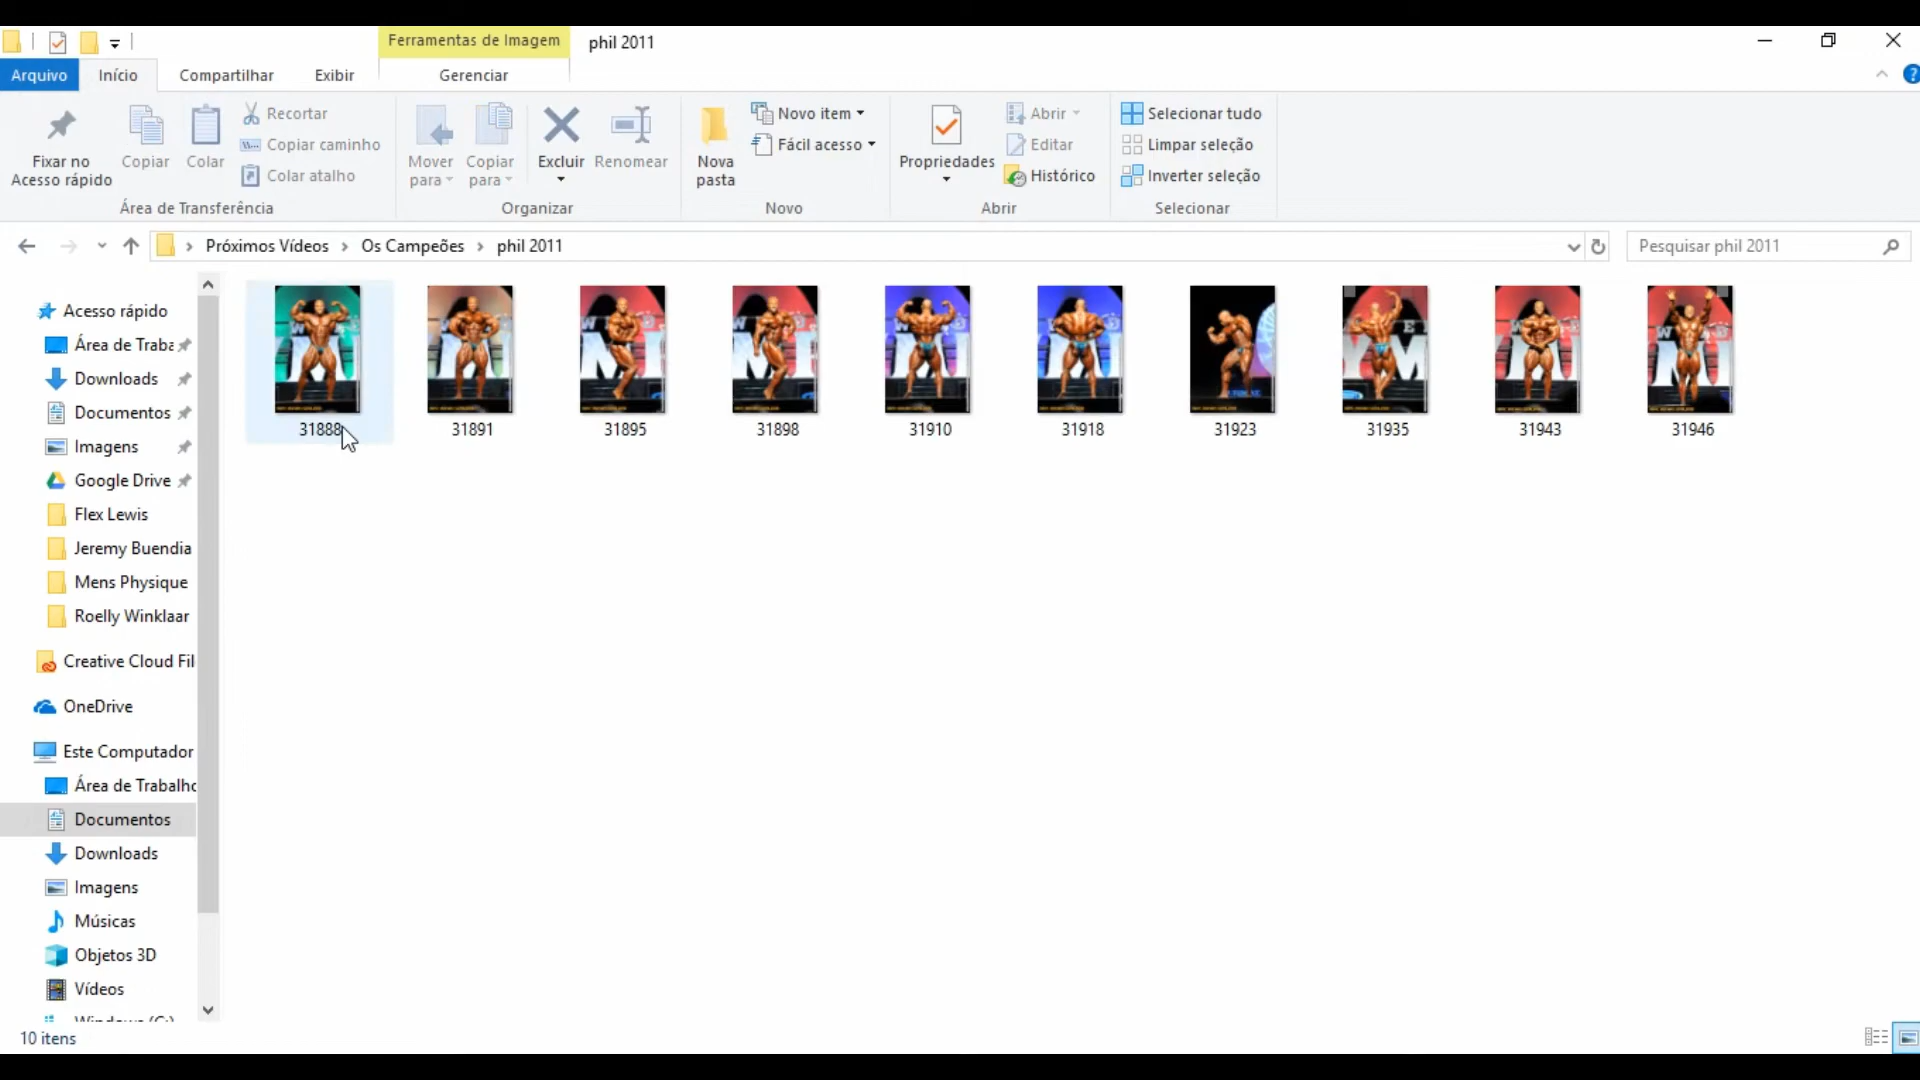 Ferramentas de Imagem
phil 2011
Arquivo
Início
Compartilhar
Exibir
Gerenciar
Fixar no
Acesso rápido
Copiar
Colar
Recortar
Copiar caminho
Colar atalho
Área de Transferência
Mover
para
Copiar
para
Excluir
Renomear
Organizar
Nova
pasta
Novo item
Fácil acesso
Novo
Propriedades
Abrir
Editar
Histórico
Abrir
Selecionar tudo
Limpar seleção
Inverter seleção
Selecionar
Próximos Vídeos › Os Campeões › phil 2011
Pesquisar phil 2011
Acesso rápido
Área de Traba
Downloads
Documentos
Imagens
Google Drive
Flex Lewis
Jeremy Buendia
Mens Physique
Roelly Winklaar
Creative Cloud Fil
OneDrive
Este Computador
Área de Trabalho
Documentos
Downloads
Imagens
Músicas
Objetos 3D
Vídeos
31888
31891
31895
31898
31910
31918
31923
31935
31943
31946
10 itens